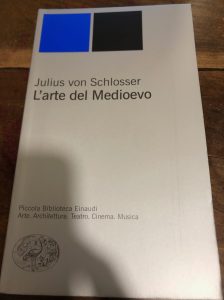 Julius von Schlosser
L'arte del Medioevo
Piccola Biblioteca Einaudi
Arte. Architettura. Teatro. Cinema. Musica